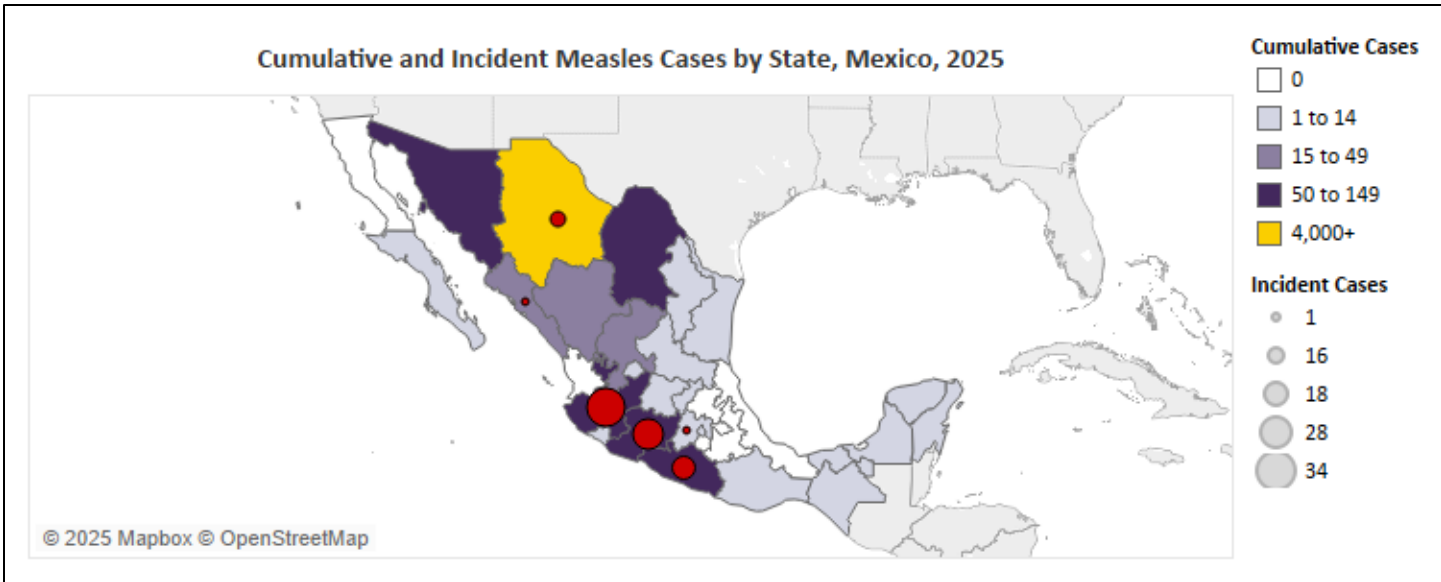 Cumulative and Incident Measles Cases by State, Mexico, 2025
Cumulative Cases
0
1 to 14
15 to 49
50 to 149
4,000+
Incident Cases
1
16
18
28
34
© 2025 Mapbox © OpenStreetMap